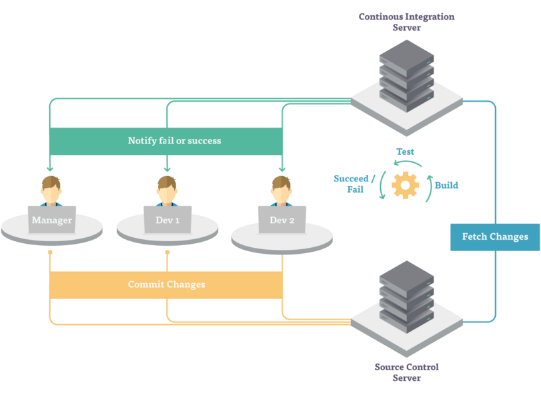 Continous Integration
Server
Notify fail or success
Test
Succeed /
Fail
Build
Manager
Dev 1
Dev 2
Fetch Changes
Commit Changes
Source Control
Server